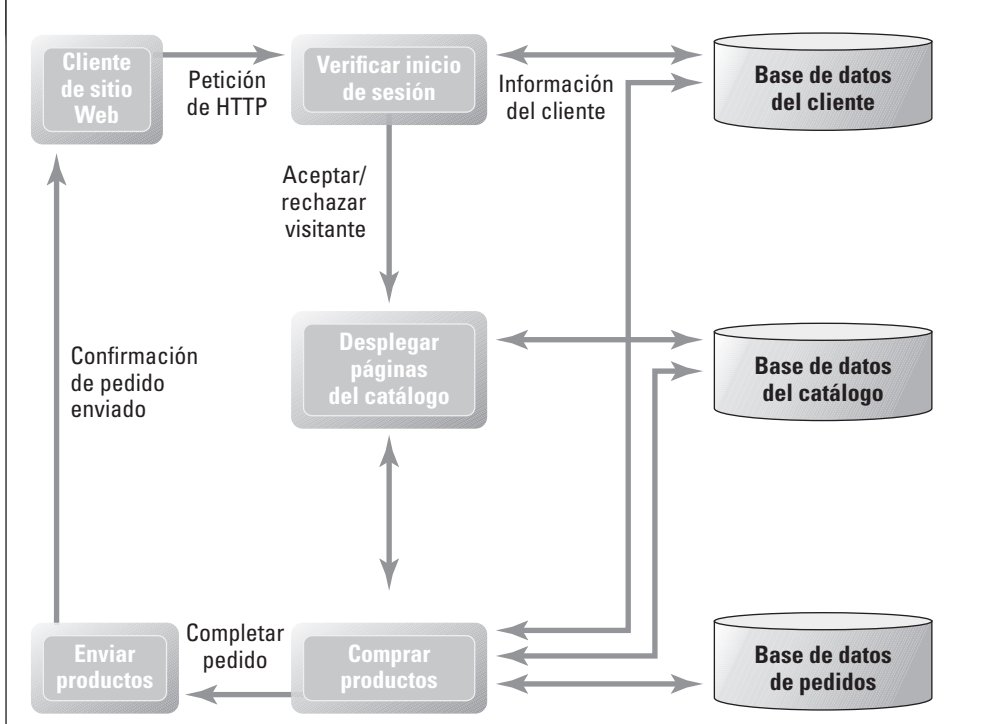 Cliente
de sitio
Web
Petición
de HTTP
Verificar inicio
de sesión
Información
del cliente
Base de datos
del cliente
Aceptar/
rechazar
visitante
Desplegar
páginas
del catálogo
Base de datos
del catálogo
Confirmación
de pedido
enviado
Enviar
productos
Completar
pedido
Comprar
productos
Base de datos
de pedidos